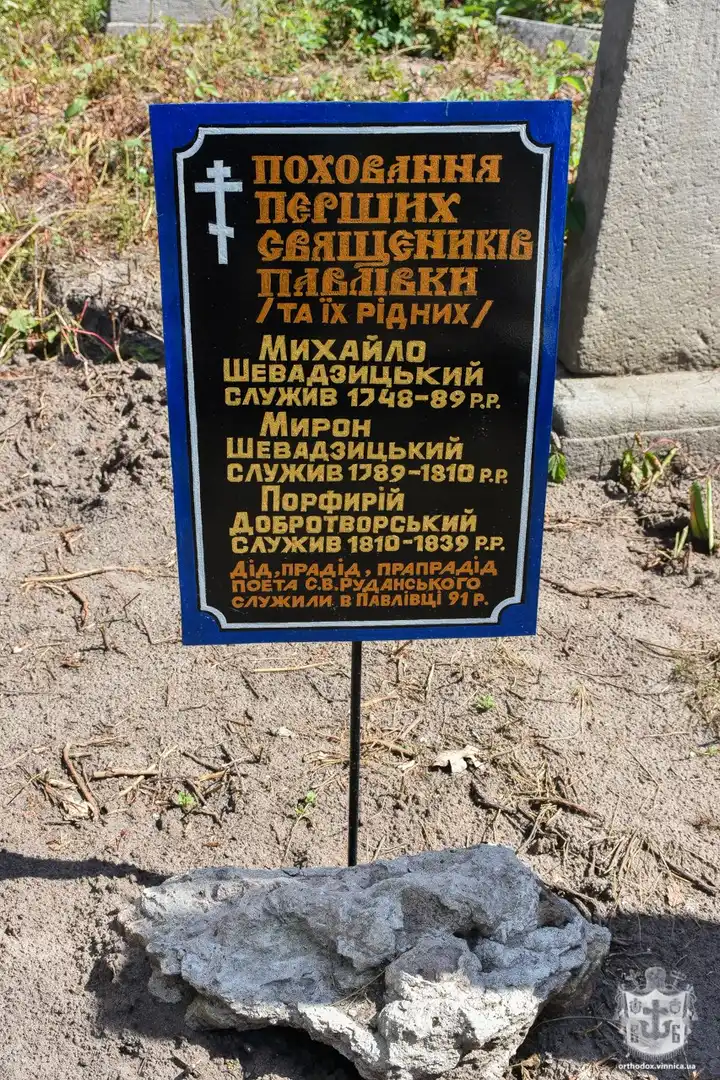 ПОХОВАННЯ
ПЕРШИХ
СВЯЩЕНИКІВ
ПАВЛІВКИ
/ТА ЇХ РІДНИХ/
МИХАЙЛО
ШЕВАДЗИЦЬКИЙ
СЛУЖИВ 1748-89 Р.Р.
МИРОН
ШЕВАДЗИЦЬКИЙ
СЛУЖИВ 1789-1810 Р.Р.
ПОРФИРІЙ
ДОБРОТВОРСЬКИЙ
СЛУЖИВ 1810-1839 Р.Р.
ДІД, ПРАДІД, ПРАПРАДІД
ПОЕТА С.В.РУДАНСЬКОГО
СЛУЖИЛИ В ПАВЛІВЦІ 91 Р.
В Б
orthodox.vinnica.ua